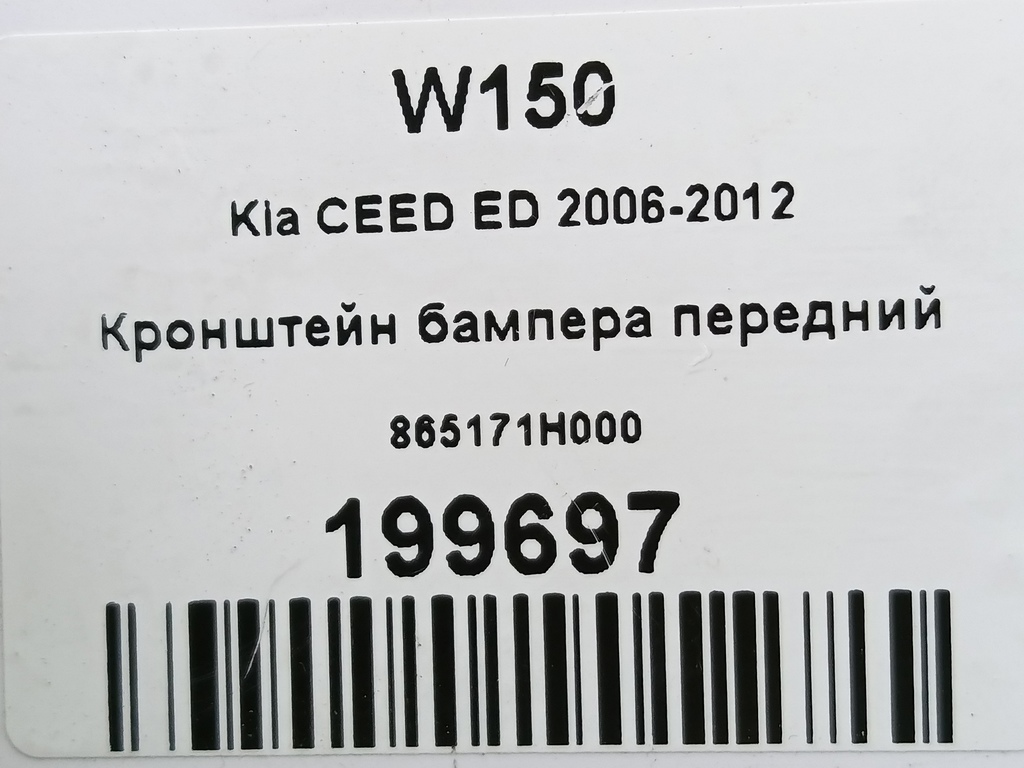 W150
Kia CEED ED 2006-2012
Кронштейн бампера передний
865171H000
199697